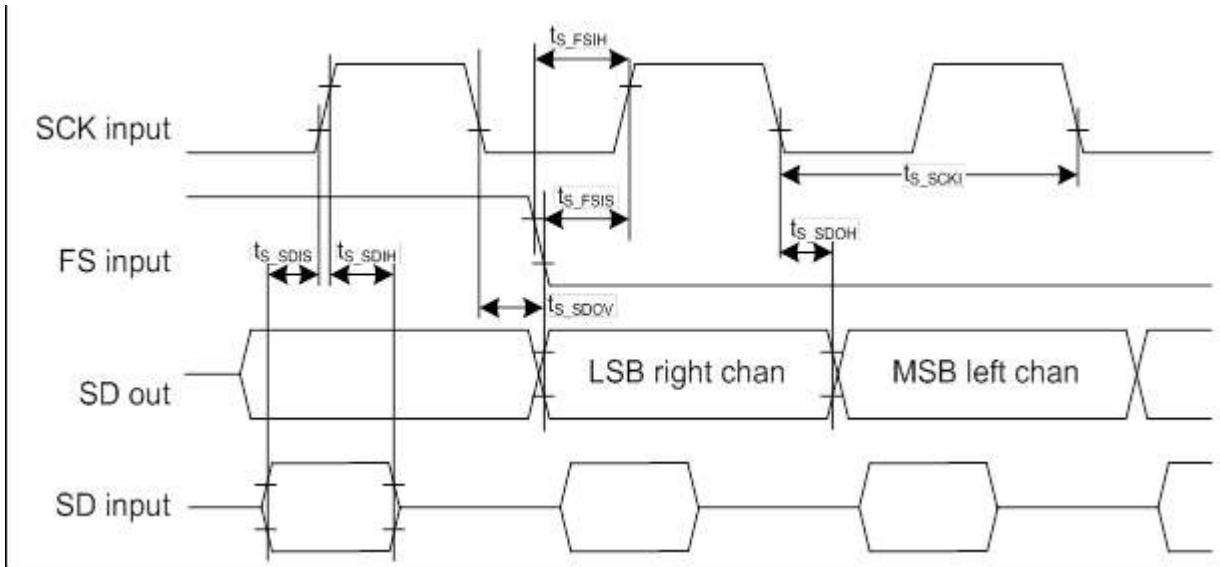 tS_FSIH
SCK input
tS_SCKI
tS_FSIS
tS_SDOH
tS_SDIS
tS_SDIH
FS input
tS_SDOV
SD out
LSB right chan
MSB left chan
SD input